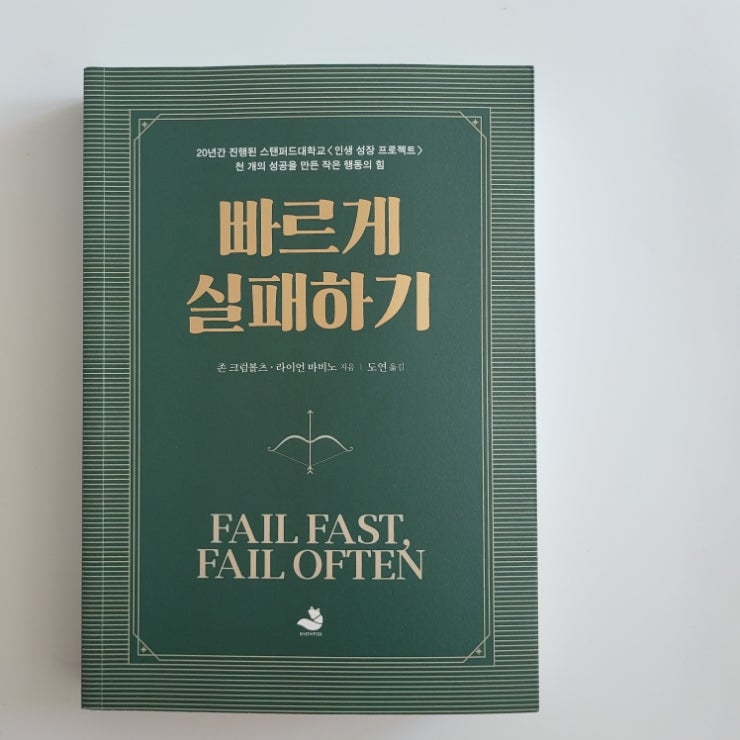 20년간 진행된 스탠퍼드대학교<인생 성장 프로젝트>
천 개의 성공을 만든 작은 행동의 힘
빠르게
실패하기
존 크럼볼츠 · 라이언 바비노 지음 | 도연 옮김
FAIL FAST,
FAIL OFTEN
SNOWFOX